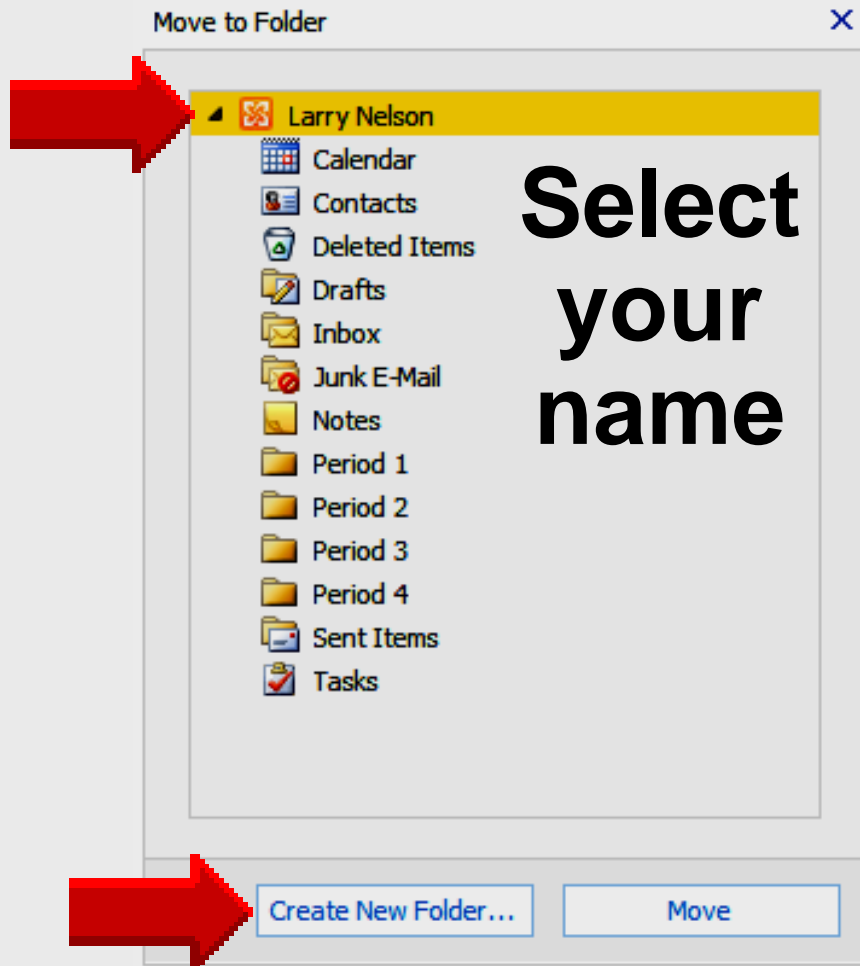 Move to Folder
Larry Nelson
Calendar
Contacts
Deleted Items
Drafts
Inbox
Junk E-Mail
Notes
Period 1
Period 2
Period 3
Period 4
Sent Items
Tasks
Select
your
name
Create New Folder... Move